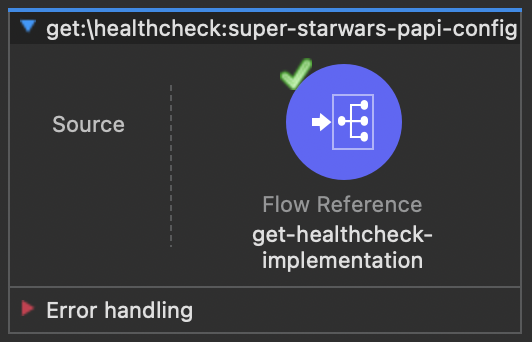 get:\healthcheck:super-starwars-papi-config
Source
Flow Reference
get-healthcheck-
implementation
Error handling